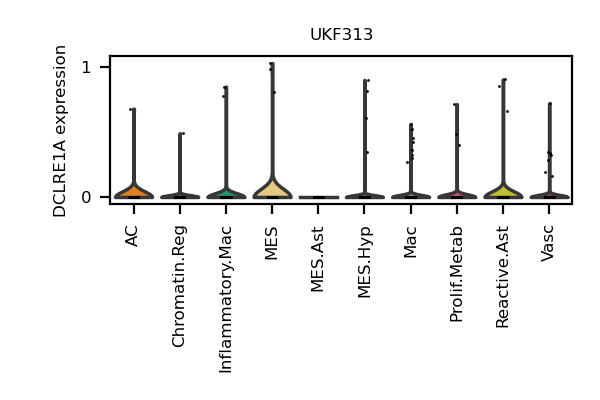 UKF313
DCLRE1A expression
1
0
AC
Chromatin.Reg
Inflammatory.Mac
MES
MES.Ast
MES.Hyp
Mac
Prolif.Metab
Reactive.Ast
Vasc